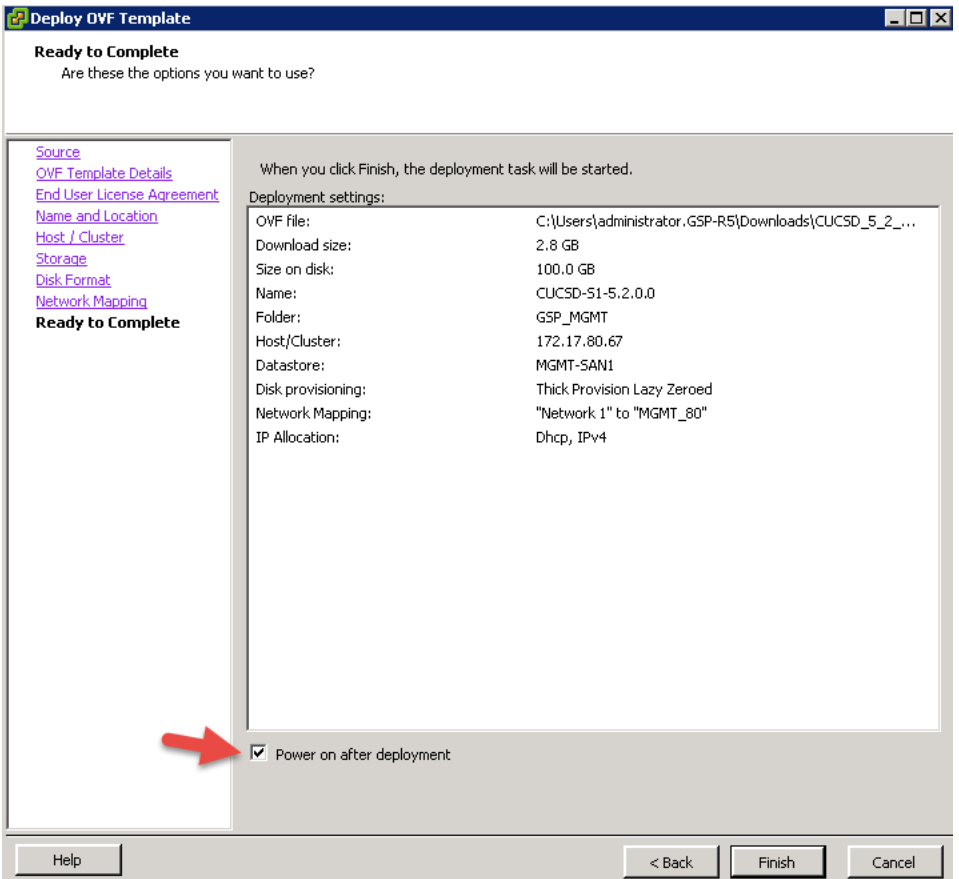 Deploy OVF Template
Ready to Complete
Are these the options you want to use?
Source
OVF Template Details
End User License Agreement
Name and Location
Host / Cluster
Storage
Disk Format
Network Mapping
Ready to Complete
When you click Finish, the deployment task will be started.
Deployment settings:
OVF file: C:\Users\administrator.GSP-R5\Downloads\CUCSD_5_2_...
Download size: 2.8 GB
Size on disk: 100.0 GB
Name: CUCSD-S1-5.2.0.0
Folder: GSP_MGMT
Host/Cluster: 172.17.80.67
Datastore: MGMT-SAN1
Disk provisioning: Thick Provision Lazy Zeroed
Network Mapping: "Network 1" to "MGMT_80"
IP Allocation: Dhcp, IPv4
Power on after deployment
Help < Back Finish Cancel